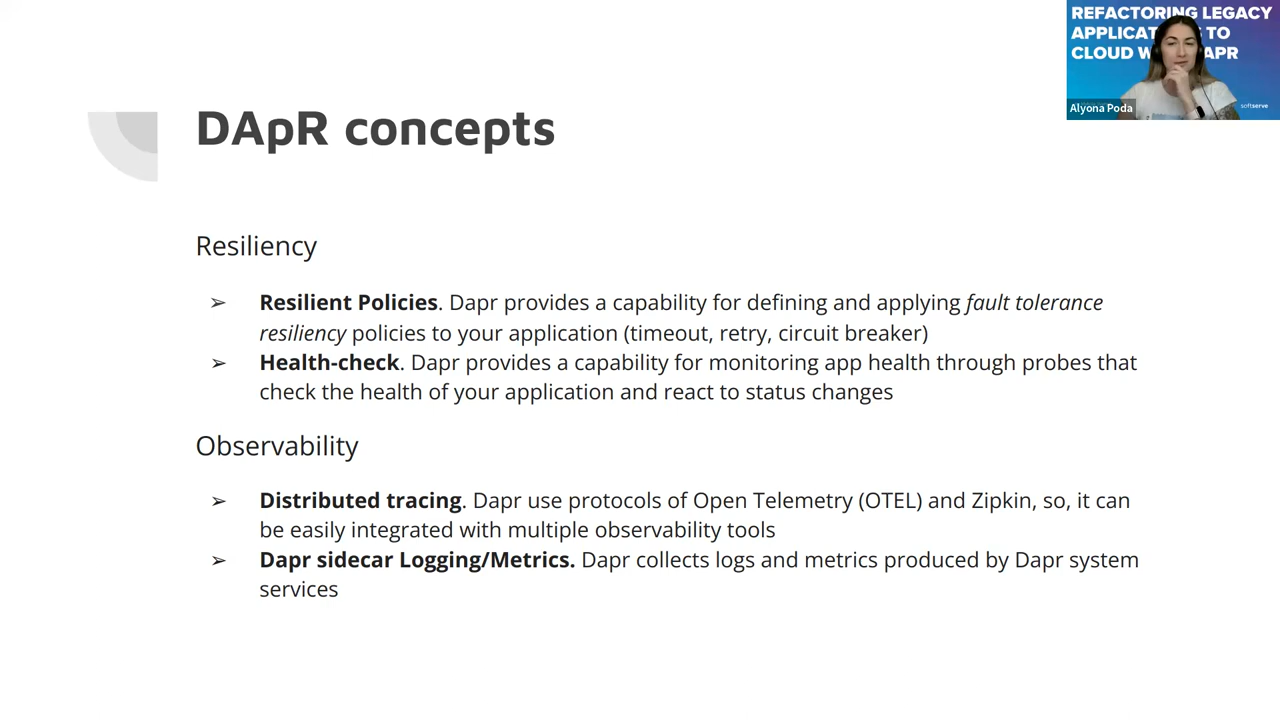 REFACTORING LEGACY
APPLICAT TO
CLOUD W APR
Alyona Poda
softserve
DApR concepts
Resiliency
➢ Resilient Policies. Dapr provides a capability for defining and applying fault tolerance
resiliency policies to your application (timeout, retry, circuit breaker)
➢ Health-check. Dapr provides a capability for monitoring app health through probes that
check the health of your application and react to status changes
Observability
➢ Distributed tracing. Dapr use protocols of Open Telemetry (OTEL) and Zipkin, so, it can
be easily integrated with multiple observability tools
➢ Dapr sidecar Logging/Metrics. Dapr collects logs and metrics produced by Dapr system
services